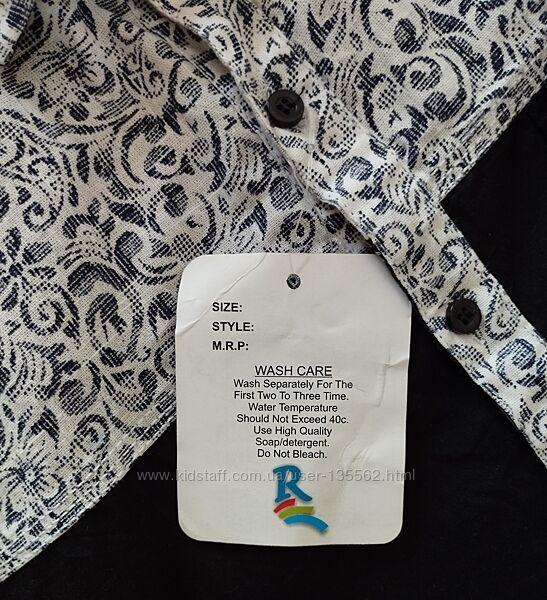 SIZE:
STYLE:
M.R.P:
WASH CARE
Wash Separately For The
First Two To Three Time.
Water Temperature
Should Not Exceed 40c.
Use High Quality
Soap/detergent.
Do Not Bleach.
www.kidstaff.com.ua/user-135562.html
R